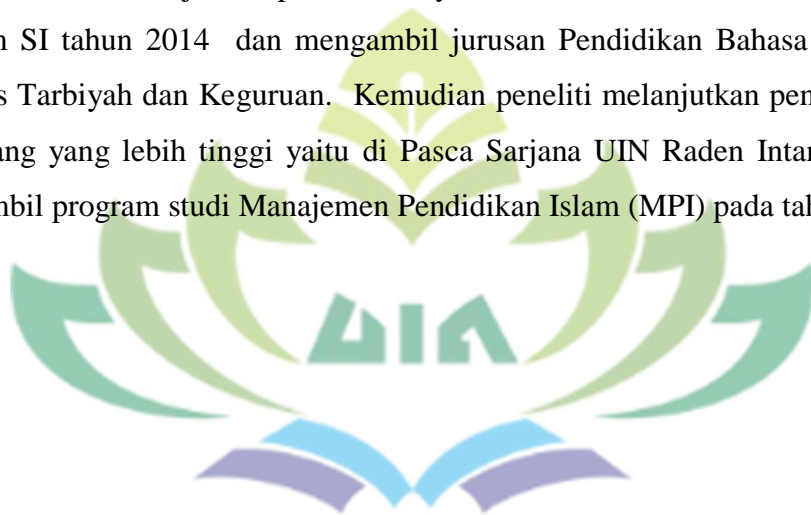 SI tahun 2014 dan mengambil jurusan Pendidikan Bahasa
Tarbiyah dan Keguruan. Kemudian peneliti melanjutkan
yang lebih tinggi yaitu di Pasca Sarjana UIN Raden
program studi Manajemen Pendidikan Islam (MPI) pada
UIN